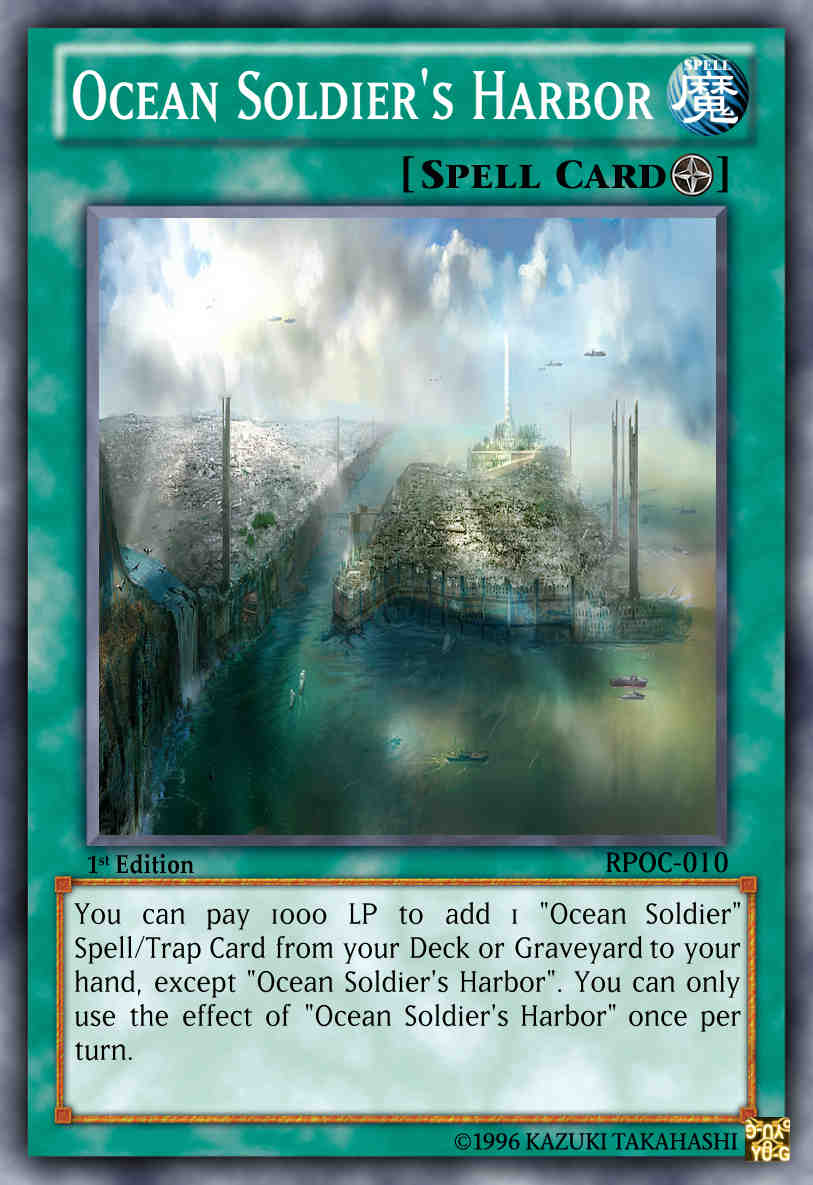 Ocean Soldier's Harbor
SPELL
魔
[Spell Card]
1st Edition
RPOC-010
You can pay 1000 LP to add 1 "Ocean Soldier"
Spell/Trap Card from your Deck or Graveyard to your
hand, except "Ocean Soldier's Harbor". You can only
use the effect of "Ocean Soldier's Harbor" once per
turn.
©1996 KAZUKI TAKAHASHI